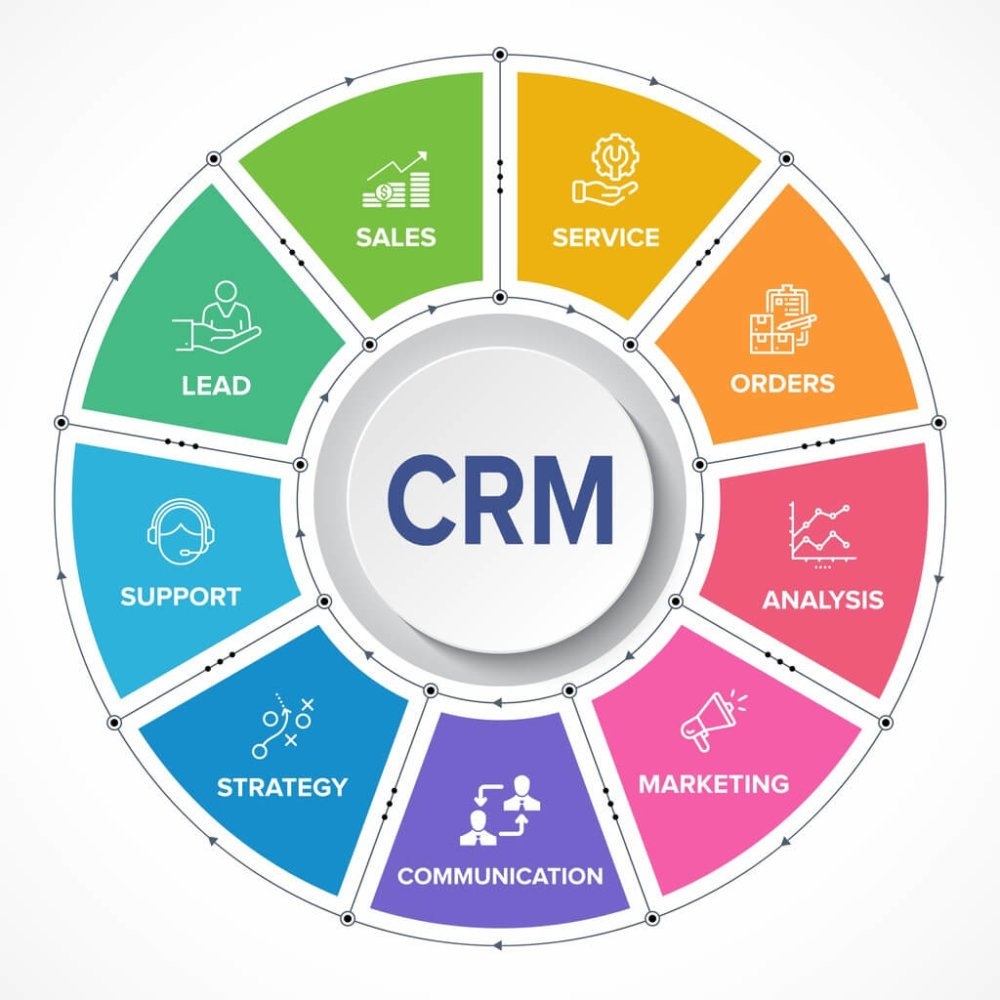 SALES
SERVICE
LEAD
ORDERS
CRM
SUPPORT
ANALYSIS
STRATEGY
MARKETING
COMMUNICATION